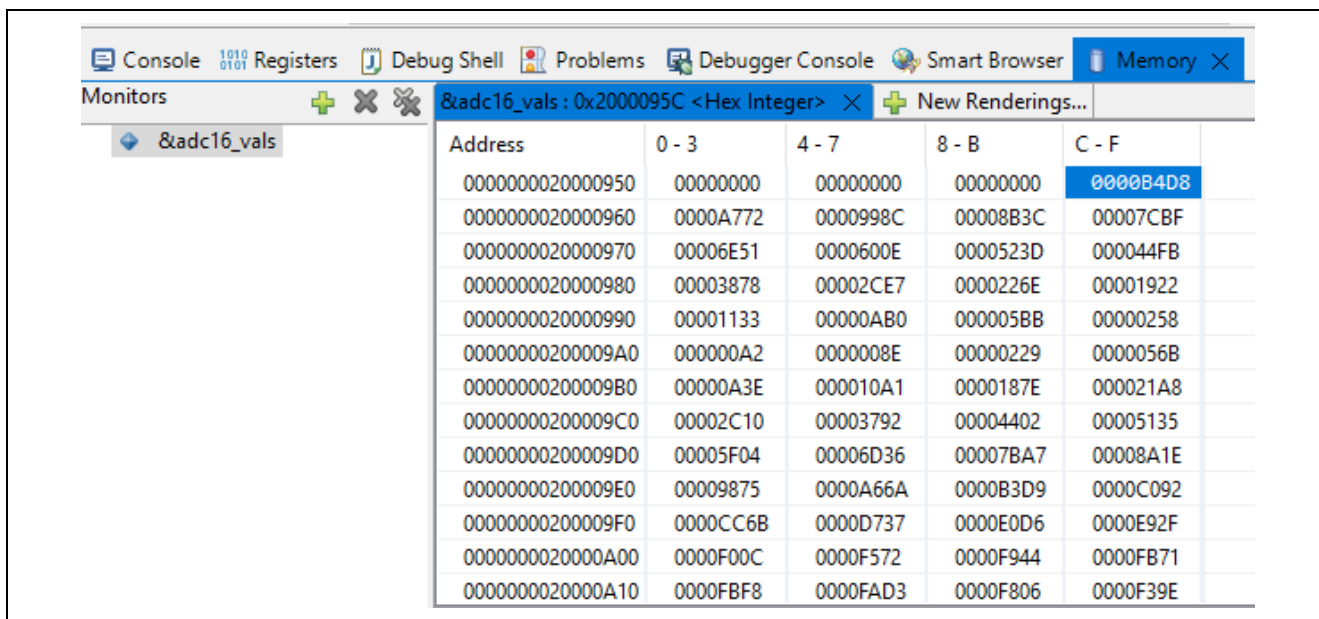 Console Registers Debug Shell Problems Debugger Console Smart Browser Memory
Monitors &adc16_vals : 0x2000095C <Hex Integer> New Renderings...
&adc16_vals
Address 0 - 3 4 - 7 8 - B C - F
0000000020000950 00000000 00000000 00000000 0000B4D8
0000000020000960 0000A772 0000998C 00008B3C 00007CBF
0000000020000970 00006E51 0000600E 0000523D 000044FB
0000000020000980 00003878 00002CE7 0000226E 00001922
0000000020000990 00001133 00000AB0 000005BB 00000258
00000000200009A0 000000A2 0000008E 00000229 0000056B
00000000200009B0 00000A3E 000010A1 0000187E 000021A8
00000000200009C0 00002C10 00003792 00004402 00005135
00000000200009D0 00005F04 00006D36 00007BA7 00008A1E
00000000200009E0 00009875 0000A66A 0000B3D9 0000C092
00000000200009F0 0000CC6B 0000D737 0000E0D6 0000E92F
0000000020000A00 0000F00C 0000F572 0000F944 0000FB71
0000000020000A10 0000FBF8 0000FAD3 0000F806 0000F39E